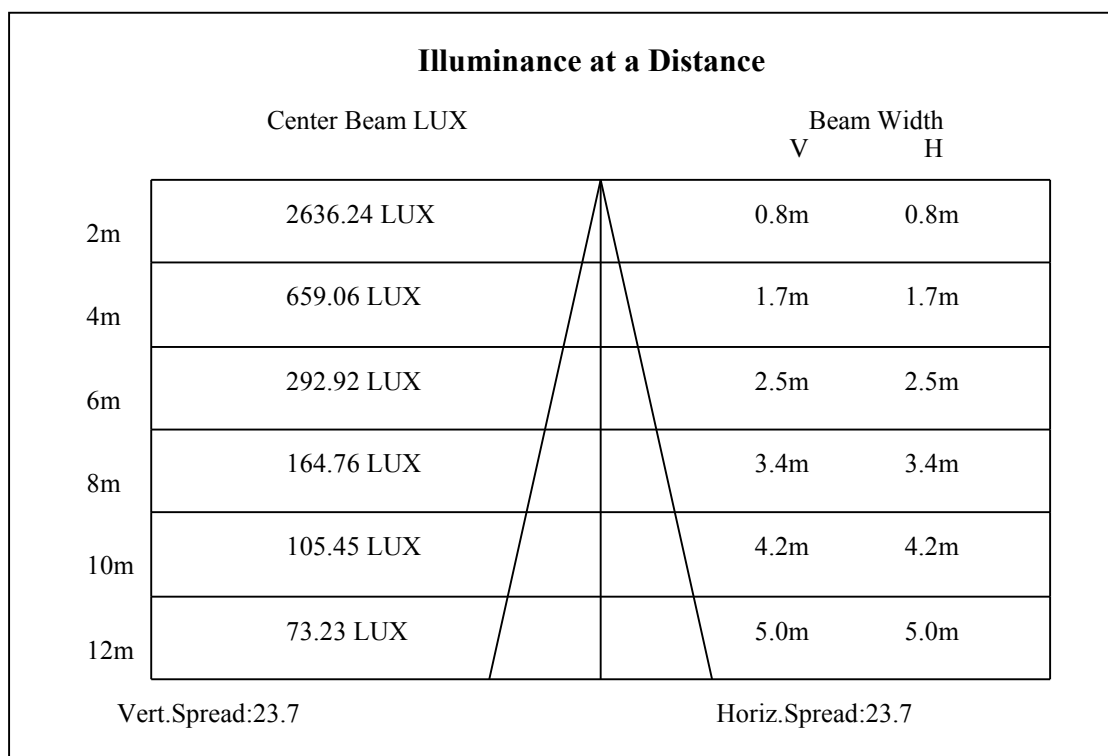 Illuminance at a Distance
Center Beam LUX Beam Width
V H
2m 2636.24 LUX 0.8m 0.8m
4m 659.06 LUX 1.7m 1.7m
6m 292.92 LUX 2.5m 2.5m
8m 164.76 LUX 3.4m 3.4m
10m 105.45 LUX 4.2m 4.2m
12m 73.23 LUX 5.0m 5.0m
Vert.Spread:23.7 Horiz.Spread:23.7